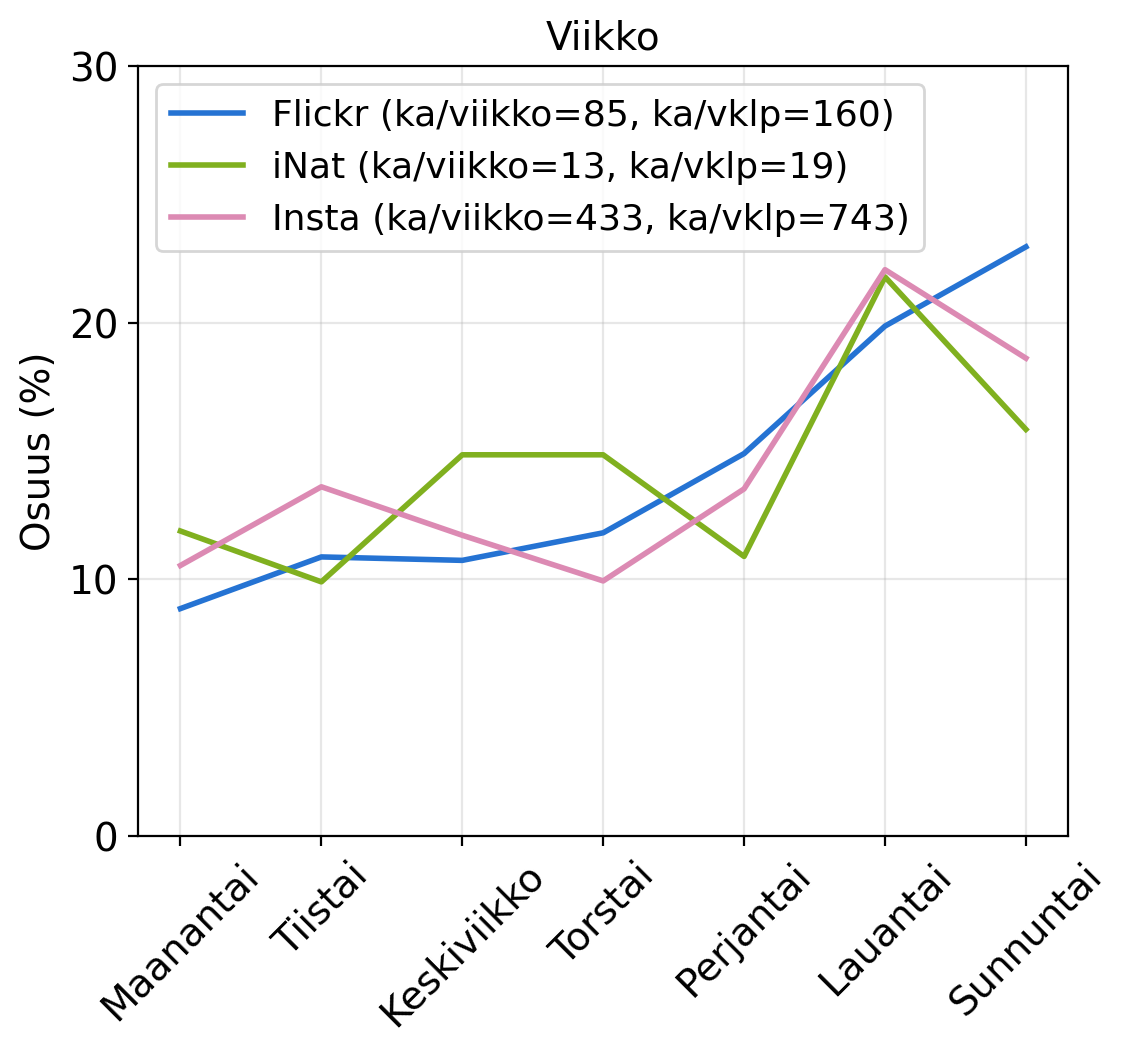 Viikko
30
20
10
0
Osuus (%)
Flickr (ka/viikko=85, ka/vklp=160)
iNat (ka/viikko=13, ka/vklp=19)
Insta (ka/viikko=433, ka/vklp=743)
Maanantai
Tiistai
Keskiviikko
Torstai
Perjantai
Lauantai
Sunnuntai